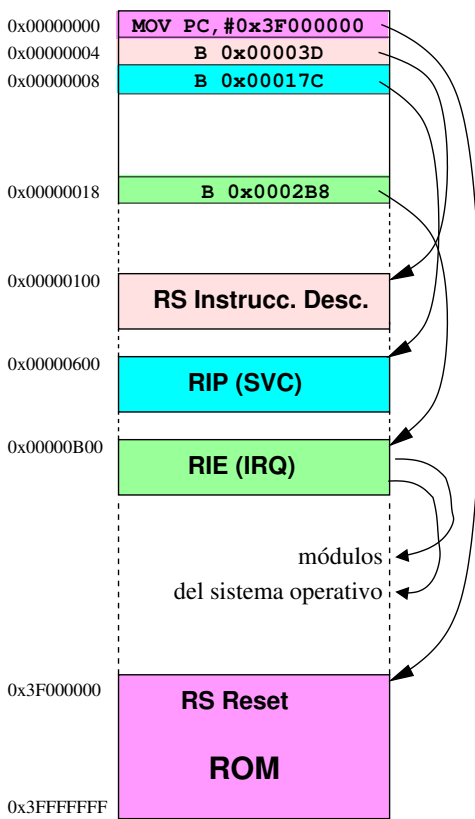 0x00000000 MOV PC,#0x3F000000
0x00000004 B 0x00003D
0x00000008 B 0x00017C
0x00000018 B 0x0002B8
0x00000100
RS Instrucc. Desc.
0x00000600
RIP (SVC)
0x00000B00
RIE (IRQ)
módulos
del sistema operativo
0x3F000000
RS Reset
ROM
0x3FFFFFFF